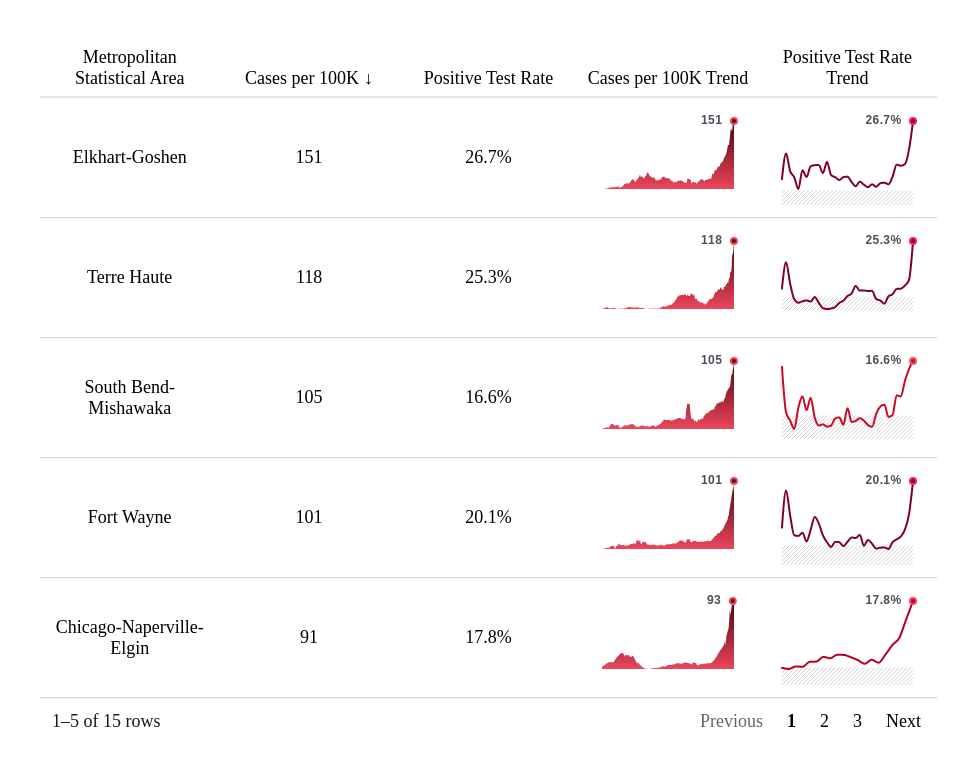 Metropolitan
Statistical Area
Cases per 100K ↓
Positive Test Rate
Cases per 100K Trend
Positive Test Rate
Trend
Elkhart-Goshen
151
26.7%
151
26.7%
Terre Haute
118
25.3%
118
25.3%
South Bend-
Mishawaka
105
16.6%
105
16.6%
Fort Wayne
101
20.1%
101
20.1%
Chicago-Naperville-
Elgin
91
17.8%
93
17.8%
1–5 of 15 rows
Previous 1 2 3 Next